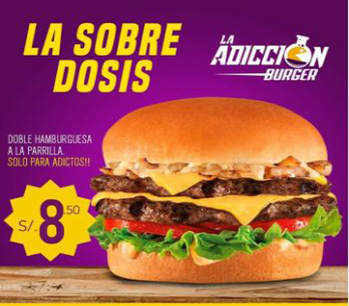 LA SOBRE
DOSIS
LA
ADICCIÓN
BURGER
DOBLE HAMBURGUESA
A LA PARRILLA.
SOLO PARA ADICTOS!!
S/. 8.50